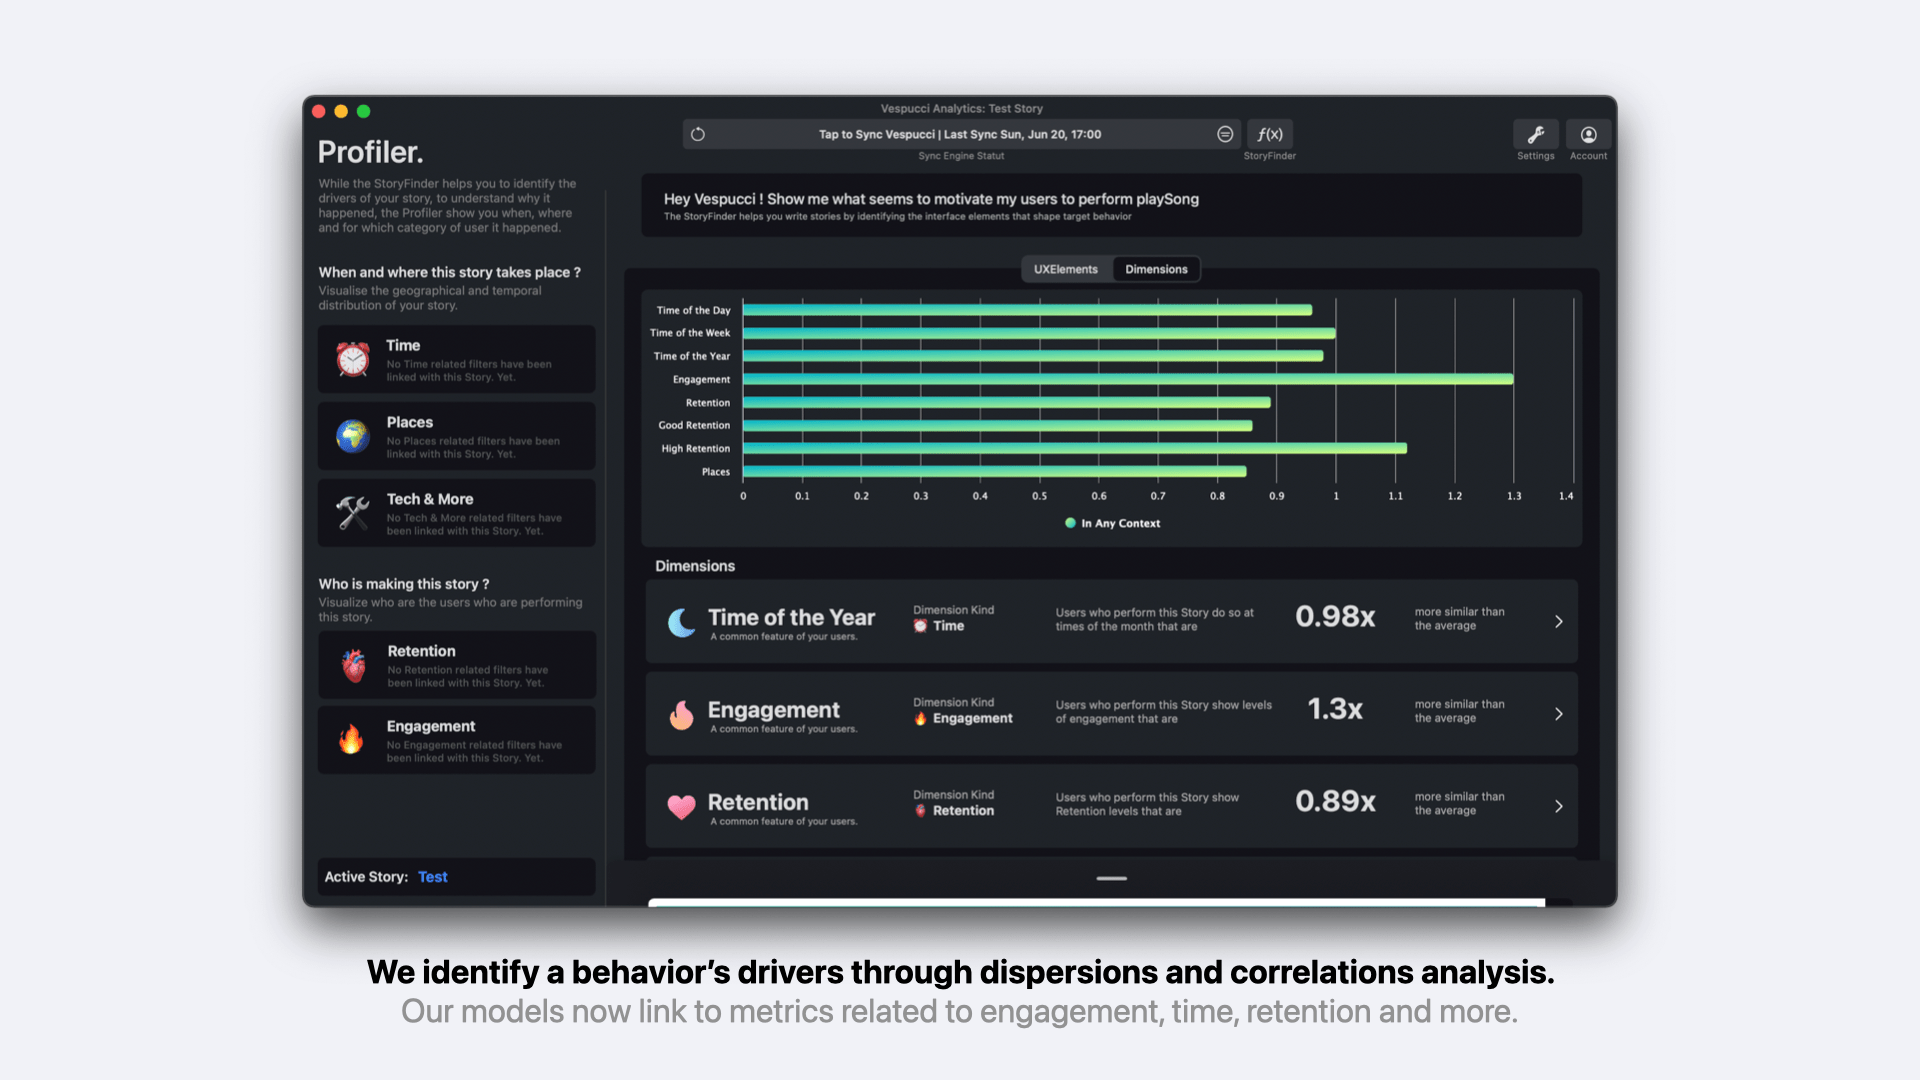 Vespucci Analytics: Test Story
Profiler.
While the StoryFinder helps you to identify the
drivers of your story, to understand why it
happened, the Profiler show you when, where
and for which category of user it happened.
When and where this story takes place ?
Visualise the geographical and temporal
distribution of your story.
Time
No Time related filters have been
linked with this Story. Yet.
Places
No Places related filters have been
linked with this Story. Yet.
Tech & More
No Tech & More related filters have
been linked with this Story. Yet.
Who is making this story ?
Visualize who are the users who are performing
this story.
Retention
No Retention related filters have
been linked with this Story. Yet.
Engagement
No Engagement related filters have
been linked with this Story. Yet.
Active Story: Test
Tap to Sync Vespucci | Last Sync Sun, Jun 20, 17:00
Sync Engine Statut
ƒ(x)
StoryFinder
Settings
Account
Hey Vespucci ! Show me what seems to motivate my users to perform playSong
The StoryFinder helps you write stories by identifying the interface elements that shape target behavior
UXElements
Dimensions
Time of the Day
Time of the Week
Time of the Year
Engagement
Retention
Good Retention
High Retention
Places
0 0.1 0.2 0.3 0.4 0.5 0.6 0.7 0.8 0.9 1 1.1 1.2 1.3 1.4
In Any Context
Dimensions
Time of the Year
A common feature of your users.
Dimension Kind
Time
Users who perform this Story do so at
times of the month that are
0.98x
more similar than
the average
Engagement
A common feature of your users.
Dimension Kind
Engagement
Users who perform this Story show levels
of engagement that are
1.3x
more similar than
the average
Retention
A common feature of your users.
Dimension Kind
Retention
Users who perform this Story show
Retention levels that are
0.89x
more similar than
the average
We identify a behavior’s drivers through dispersions and correlations analysis.
Our models now link to metrics related to engagement, time, retention and more.